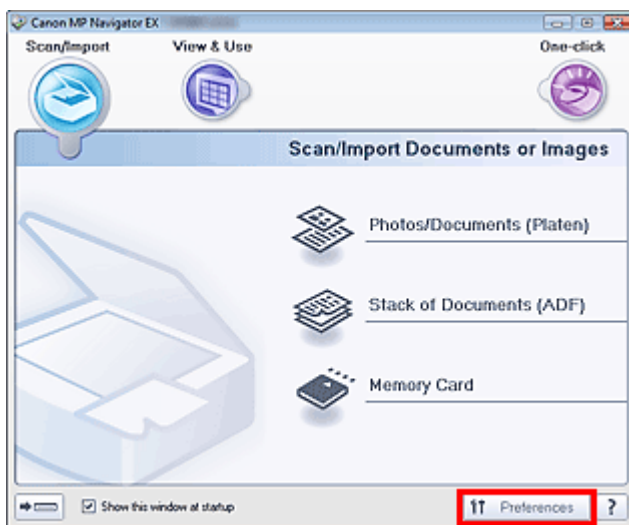 Canon MP Navigator EX
Scan/Import
View & Use
One-click
Scan/Import Documents or Images
Photos/Documents (Platen)
Stack of Documents (ADF)
Memory Card
Show this window at startup
Preferences
?